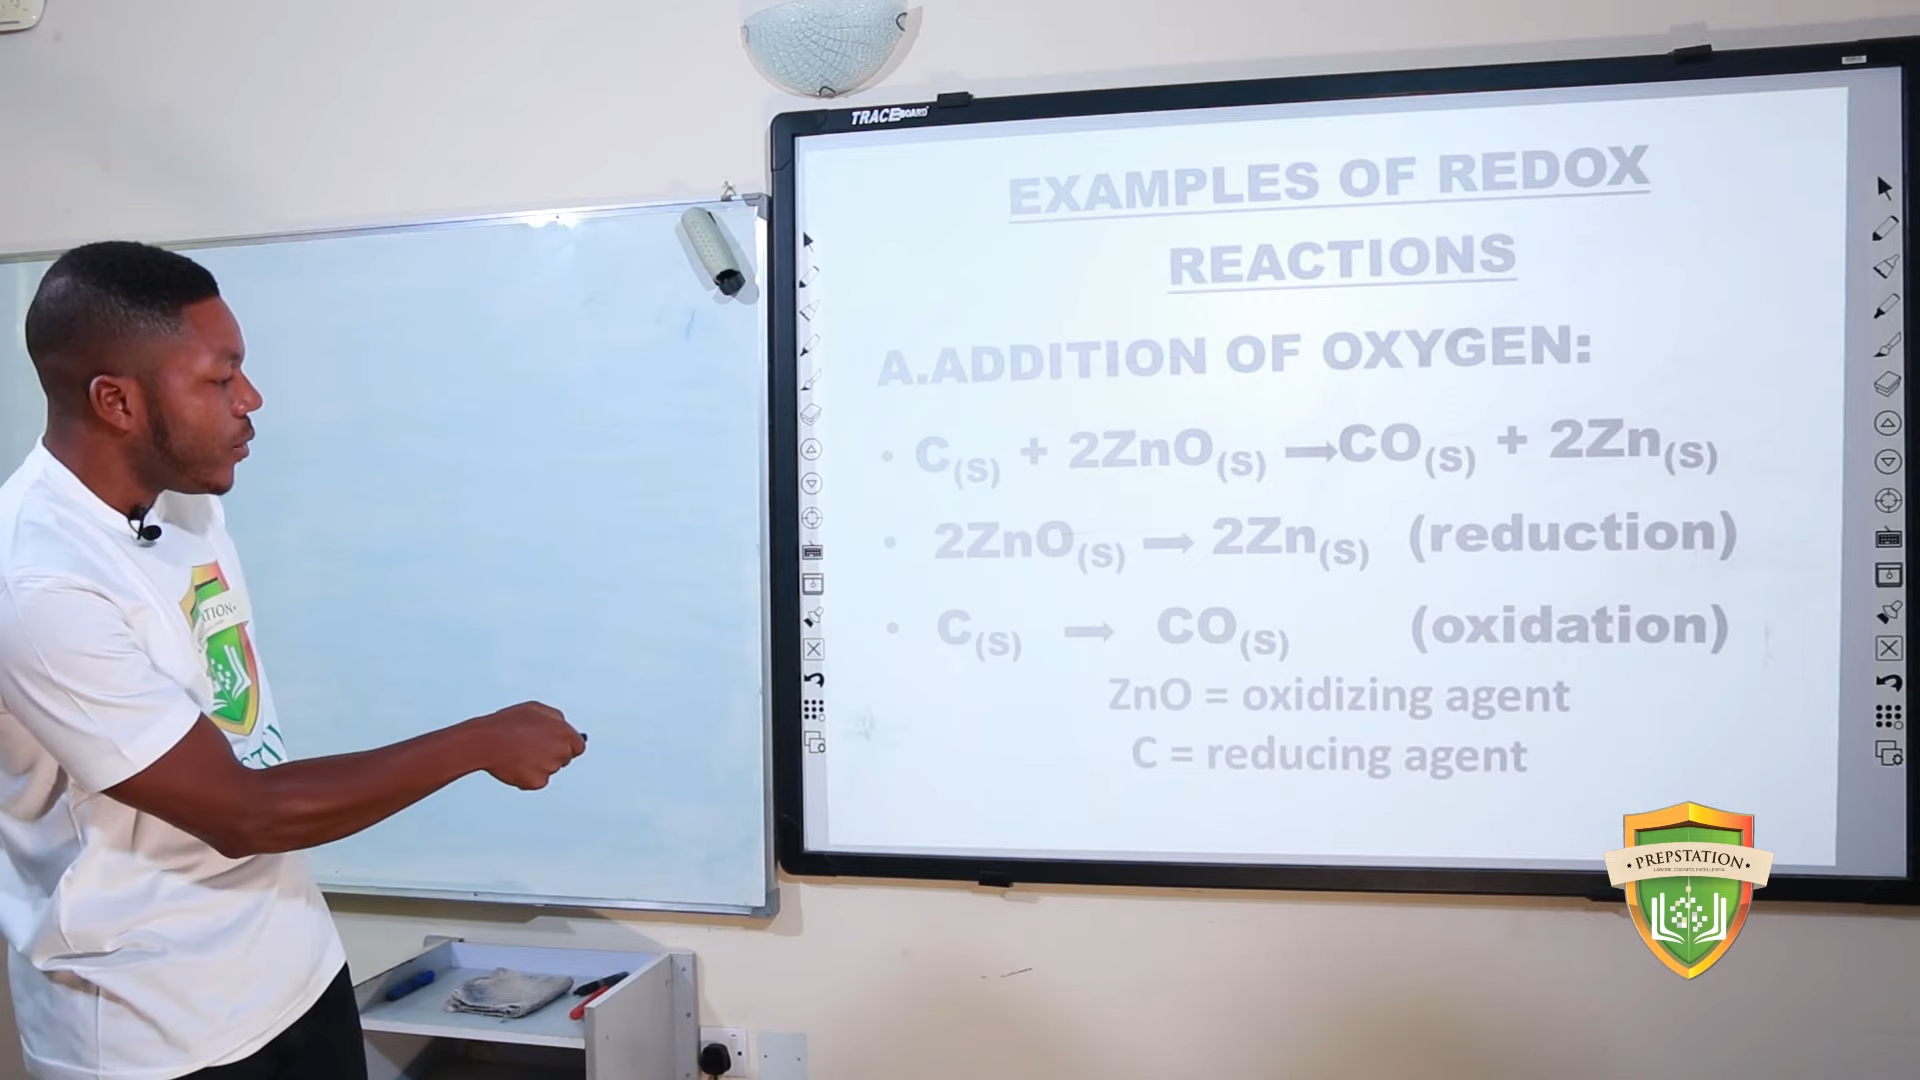 TRACEBOARD
EXAMPLES OF REDOX
REACTIONS
A.ADDITION OF OXYGEN:
• C(S) + 2ZnO(S) ➞CO(S) + 2Zn(S)
• 2ZnO(S) ➞ 2Zn(S) (reduction)
• C(S) ➞ CO(S) (oxidation)
ZnO = oxidizing agent
C = reducing agent
PREPSTATION